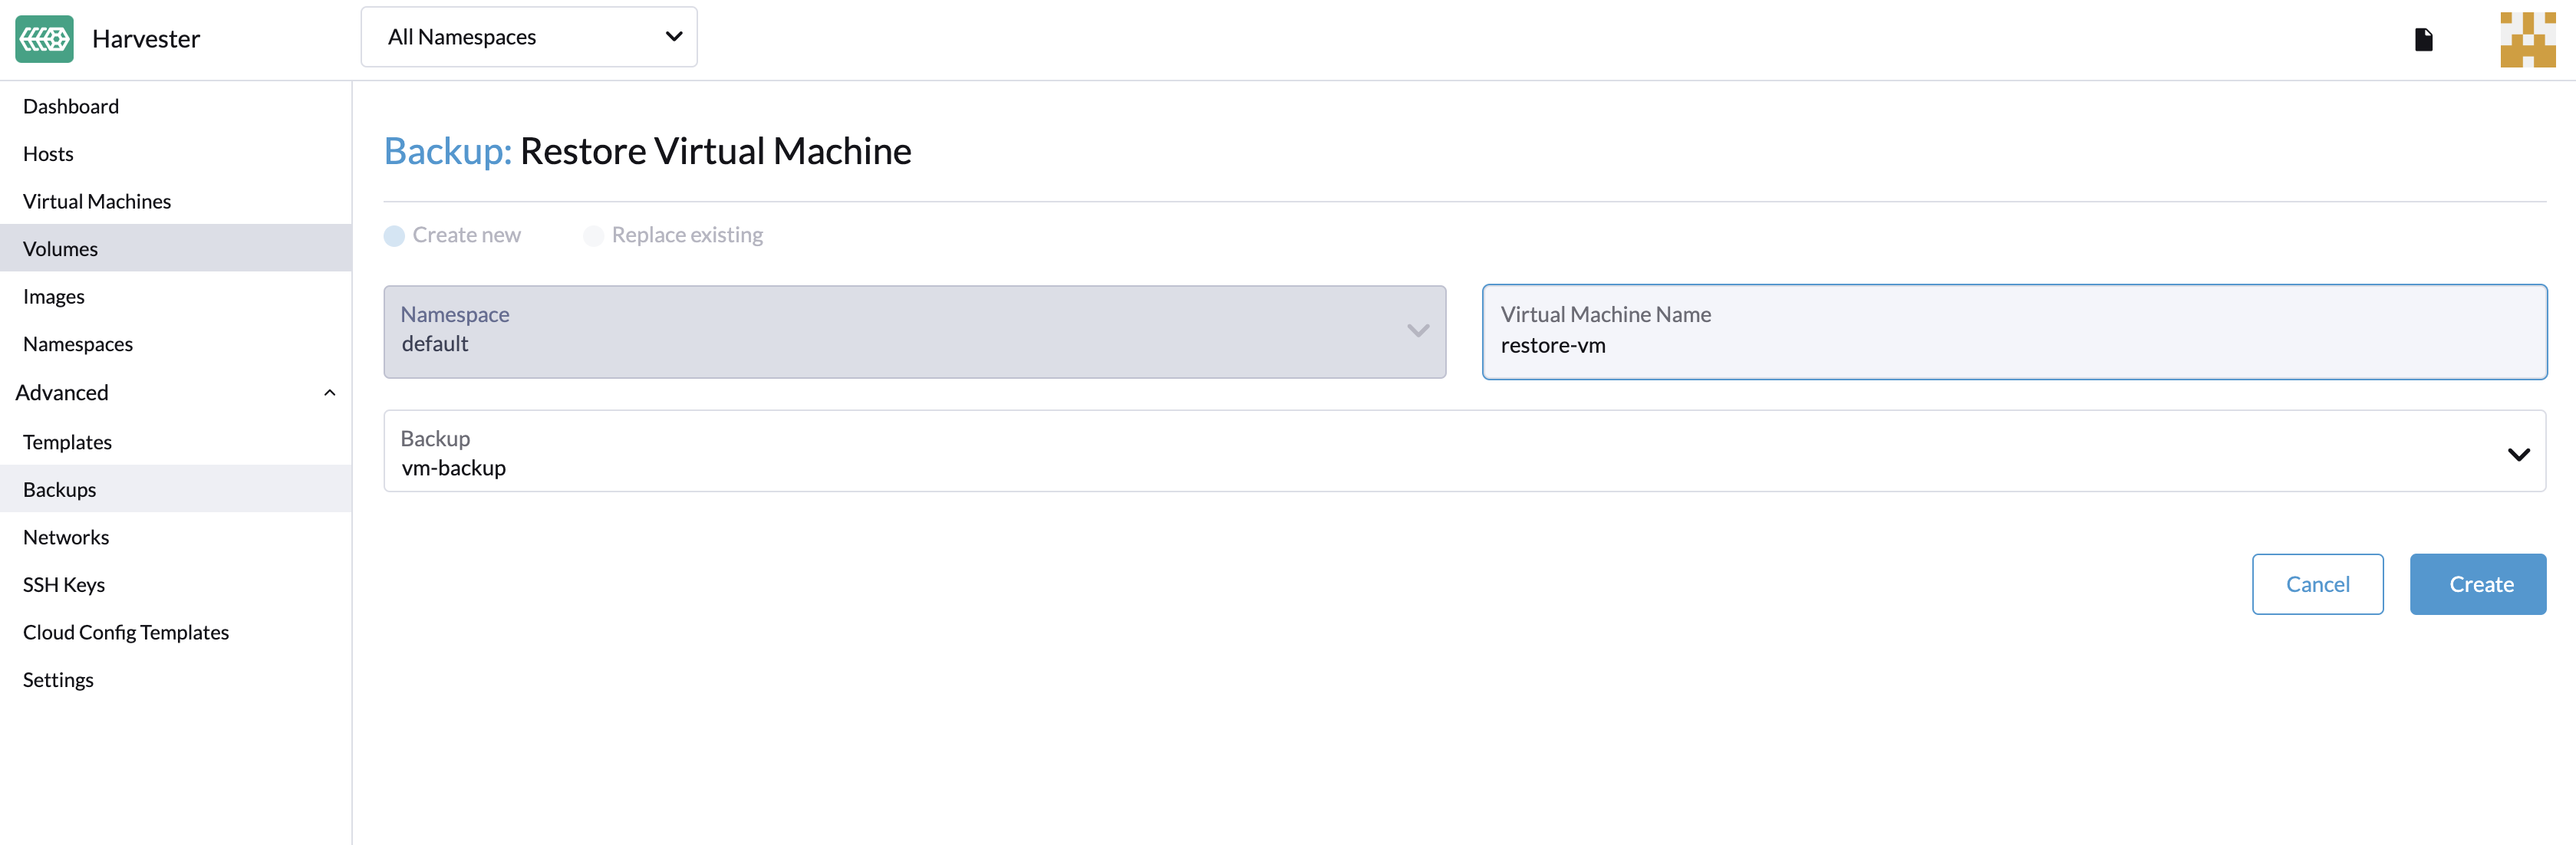 Harvester
All Namespaces
Dashboard
Hosts
Virtual Machines
Volumes
Images
Namespaces
Advanced
Templates
Backups
Networks
SSH Keys
Cloud Config Templates
Settings
Backup: Restore Virtual Machine
Create new
Replace existing
Namespace
default
Virtual Machine Name
restore-vm
Backup
vm-backup
Cancel
Create